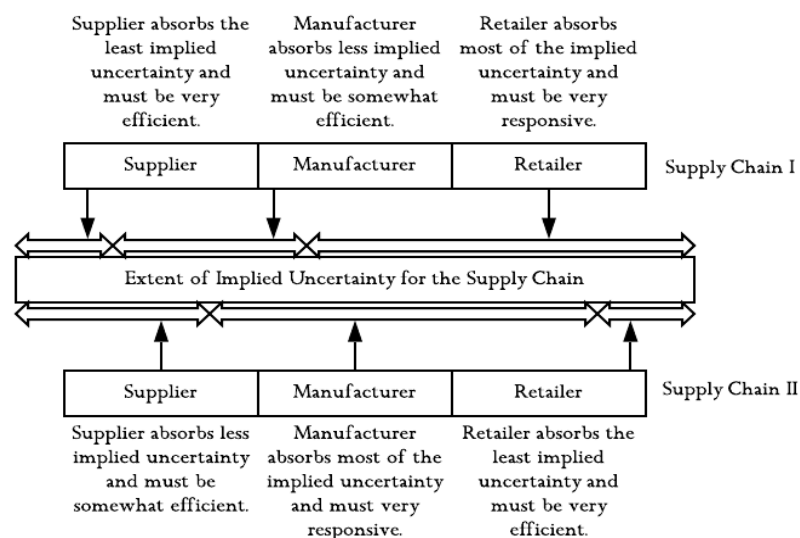 Supplier absorbs the
least implied
uncertainty and
must be very
efficient.
Manufacturer
absorbs less implied
uncertainty and
must be somewhat
efficient.
Retailer absorbs
most of the implied
uncertainty and
must be very
responsive.
Supplier
Manufacturer
Retailer
Supply Chain I
Extent of Implied Uncertainty for the Supply Chain
Supplier
Manufacturer
Retailer
Supply Chain II
Supplier absorbs less
implied uncertainty
and must be
somewhat efficient.
Manufacturer
absorbs most of the
implied uncertainty
and must very
responsive.
Retailer absorbs the
least implied
uncertainty and
must be very
efficient.